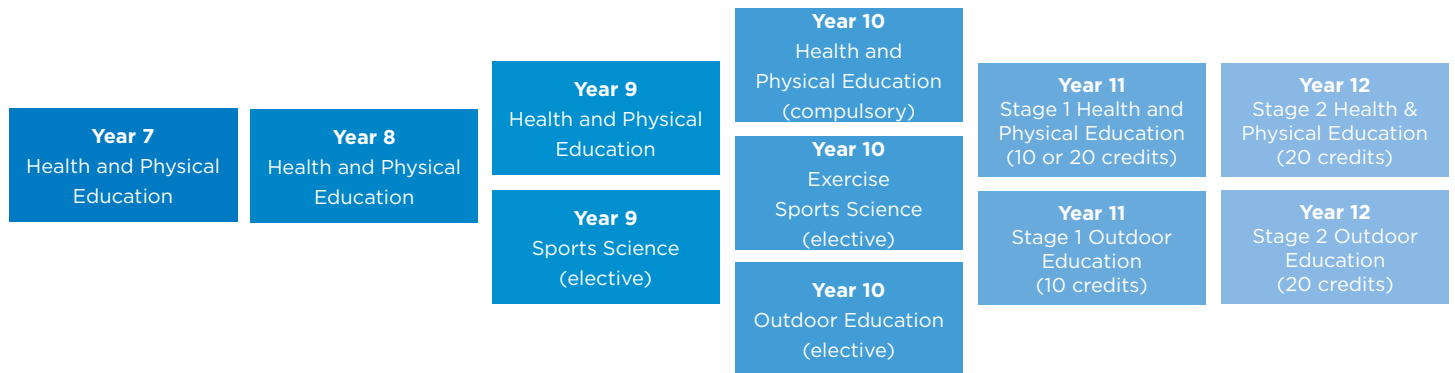 Year 7
Health and Physical
Education
Year 8
Health and Physical
Education
Year 9
Health and Physical
Education
Year 9
Sports Science
(elective)
Year 10
Health and
Physical Education
(compulsory)
Year 10
Exercise
Sports Science
(elective)
Year 10
Outdoor Education
(elective)
Year 11
Stage 1 Health and
Physical Education
(10 or 20 credits)
Year 11
Stage 1 Outdoor
Education
(10 credits)
Year 12
Stage 2 Health &
Physical Education
(20 credits)
Year 12
Stage 2 Outdoor
Education
(20 credits)